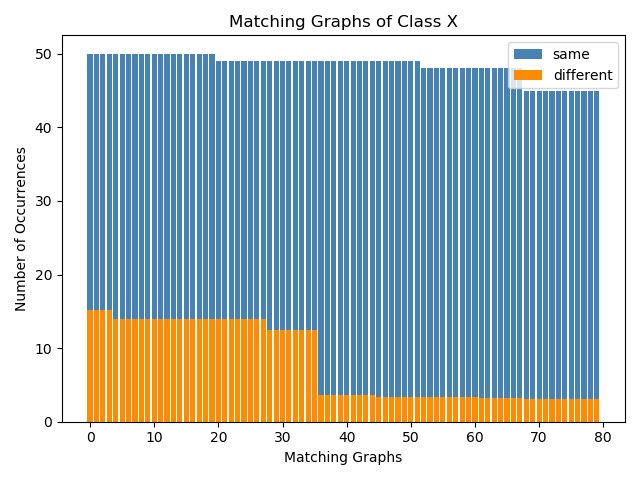 Matching Graphs of Class X
same
different
Number of Occurrences
50
40
30
20
10
0
0 10 20 30 40 50 60 70 80
Matching Graphs